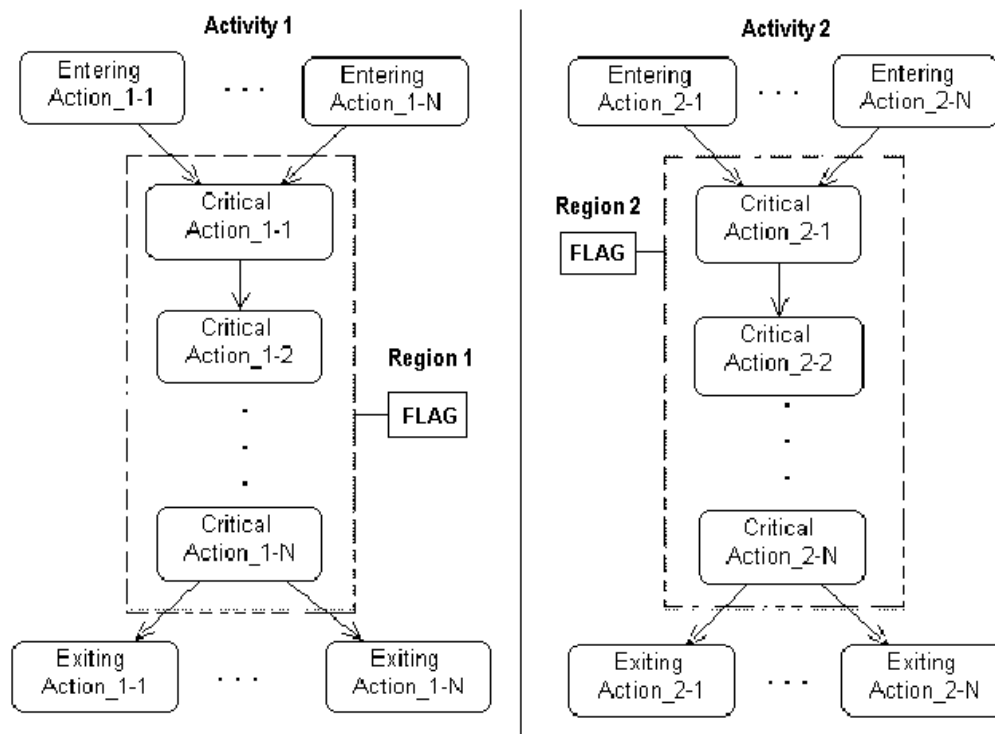 Activity 1
Entering
Action_1-1
. . .
Entering
Action_1-N
Critical
Action_1-1
Critical
Action_1-2
.
.
.
Region 1
FLAG
Critical
Action_1-N
Exiting
Action_1-1
. . .
Exiting
Action_1-N
Activity 2
Entering
Action_2-1
. . .
Entering
Action_2-N
Region 2
FLAG
Critical
Action_2-1
Critical
Action_2-2
.
.
.
Critical
Action_2-N
Exiting
Action_2-1
. . .
Exiting
Action_2-N